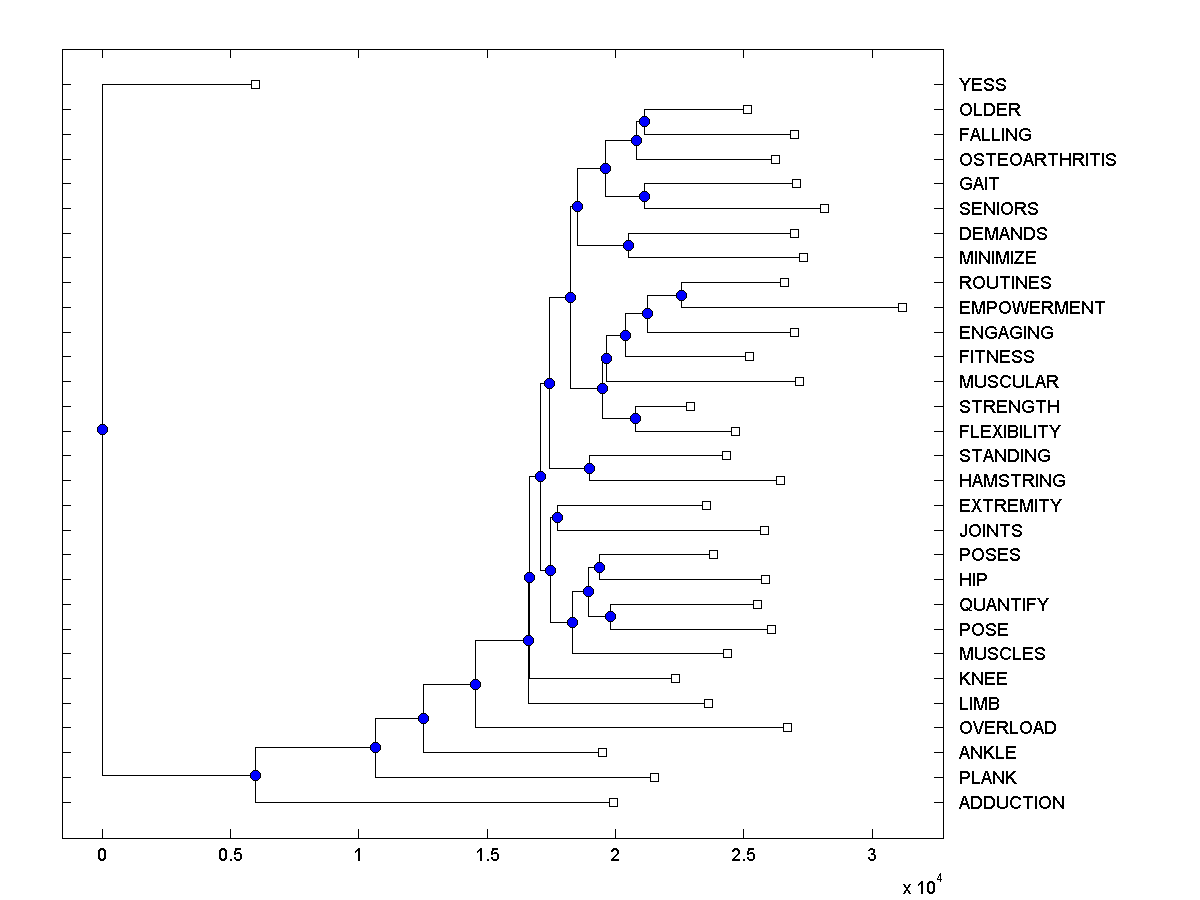 YESS
OLDER
FALLING
OSTEOARTHRITIS
GAIT
SENIORS
DEMANDS
MINIMIZE
ROUTINES
EMPOWERMENT
ENGAGING
FITNESS
MUSCULAR
STRENGTH
FLEXIBILITY
STANDING
HAMSTRING
EXTREMITY
JOINTS
POSES
HIP
QUANTIFY
POSE
MUSCLES
KNEE
LIMB
OVERLOAD
ANKLE
PLANK
ADDUCTION
0 0.5 1 1.5 2 2.5 3
x 10^4